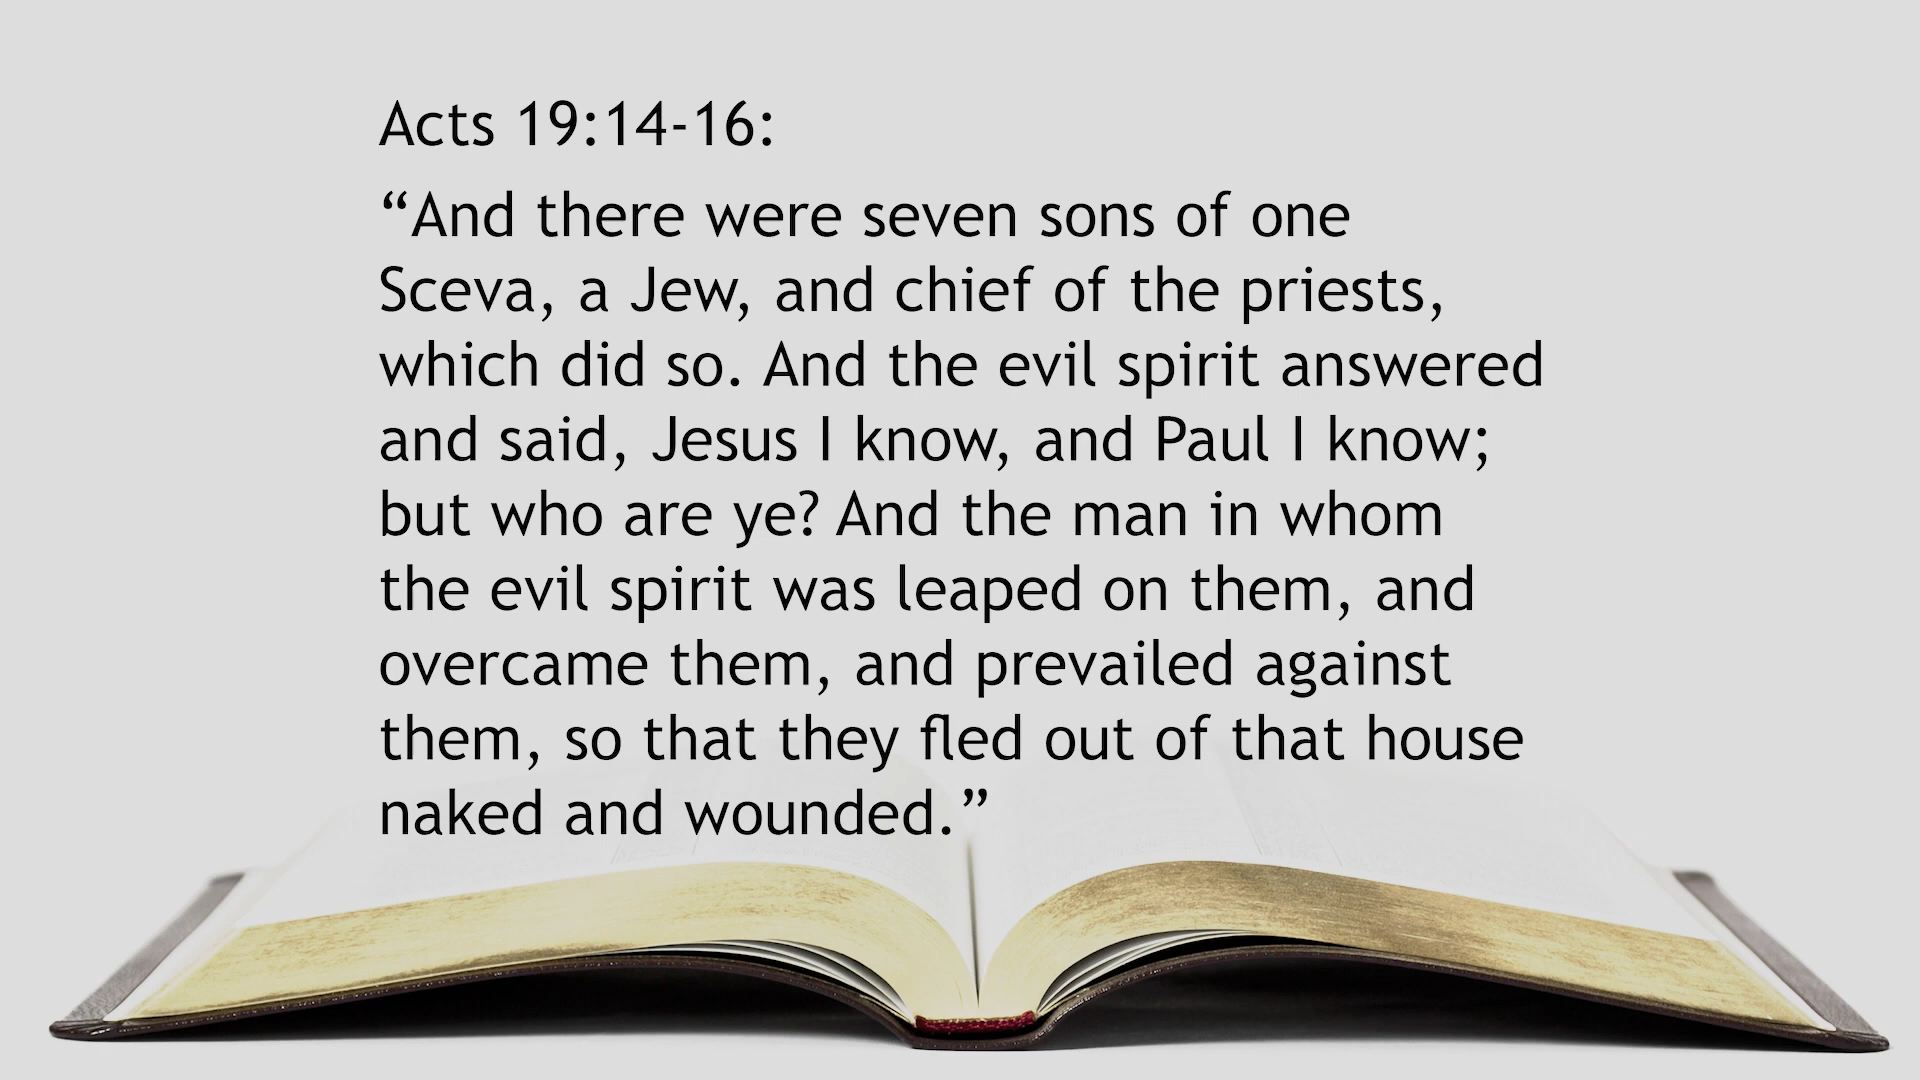 Acts 19:14-16:
“And there were seven sons of one
Sceva, a Jew, and chief of the priests,
which did so. And the evil spirit answered
and said, Jesus I know, and Paul I know;
but who are ye? And the man in whom
the evil spirit was leaped on them, and
overcame them, and prevailed against
them, so that they fled out of that house
naked and wounded.”